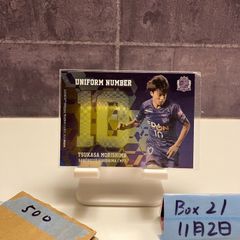 UNIFORM NUMBER
10
TSUKASA MORISHIMA
500
Box 21
11月2日